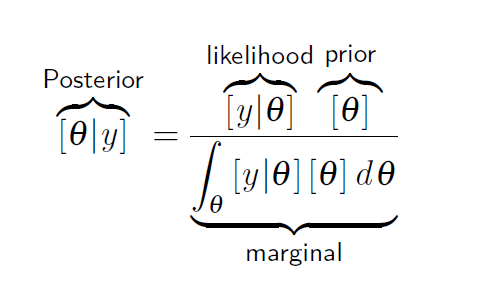 likelihood prior
Posterior
[θ|y] = [y|θ] [θ]
∫θ [y|θ][θ] dθ
marginal